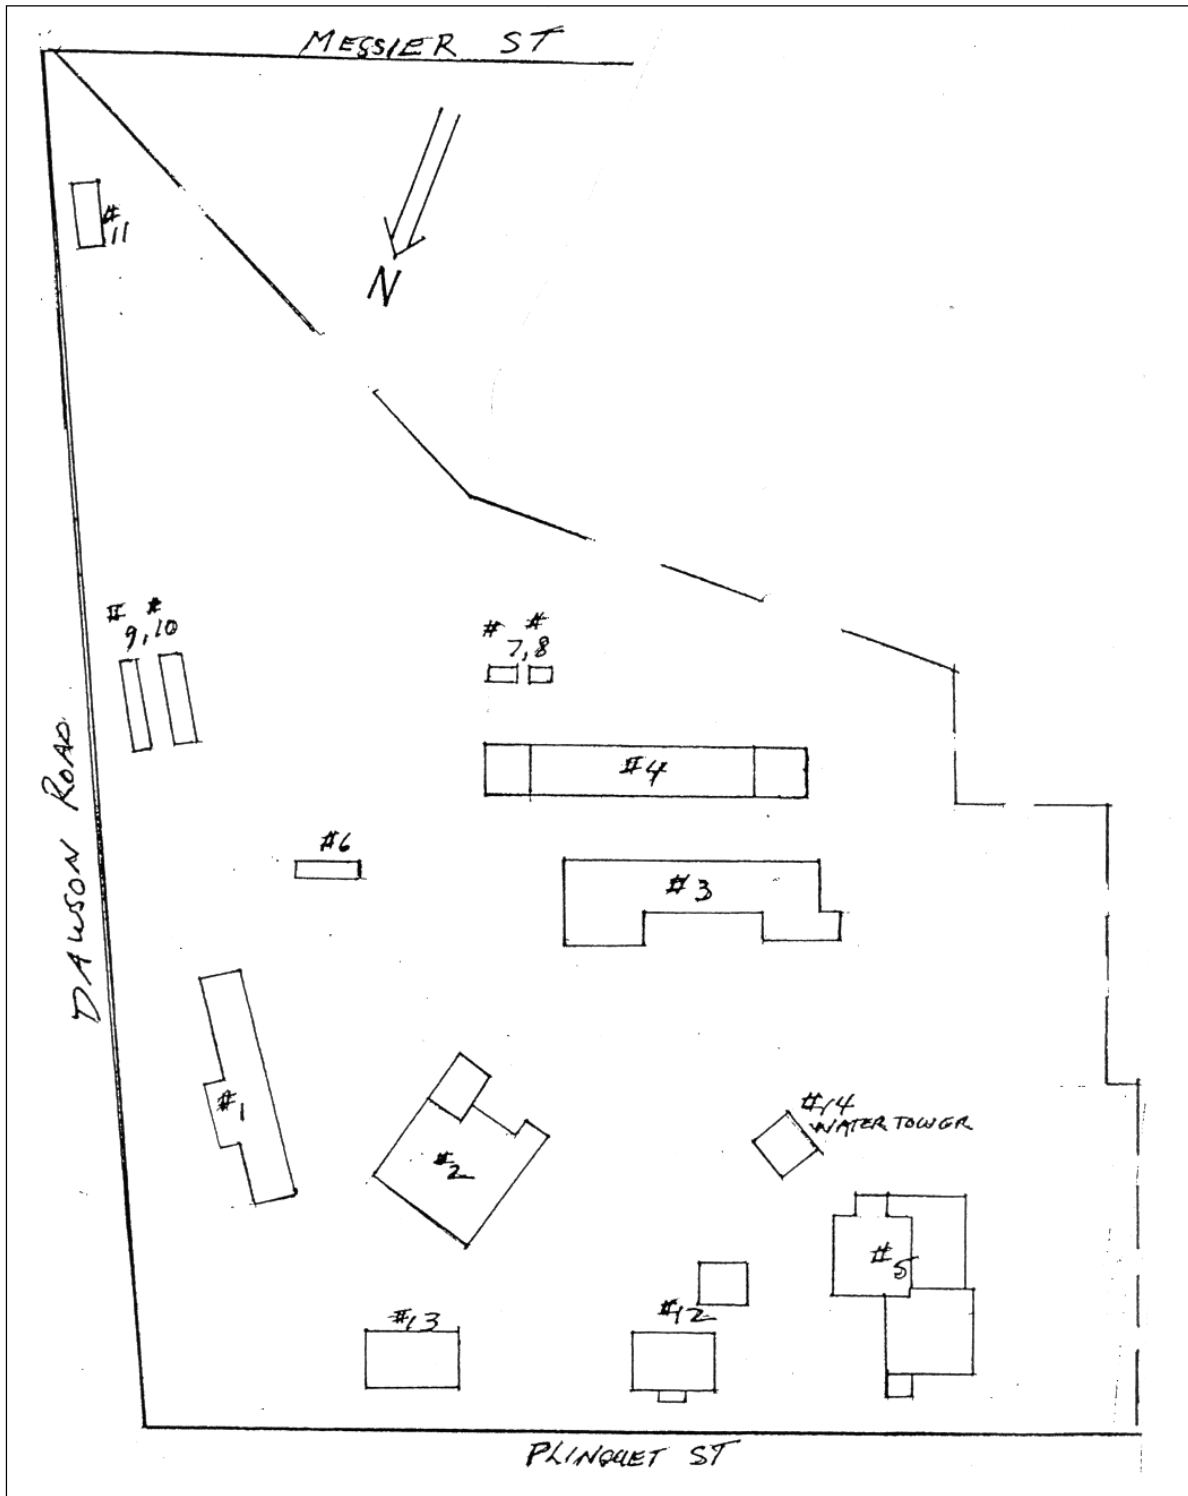 MESSIER ST
#11
N
# #
9,10
# #
7,8
#4
#6
#3
DAWSON ROAD
#1
#2
#14
WATER TOWER
#5
#13
#12
PLINQUET ST